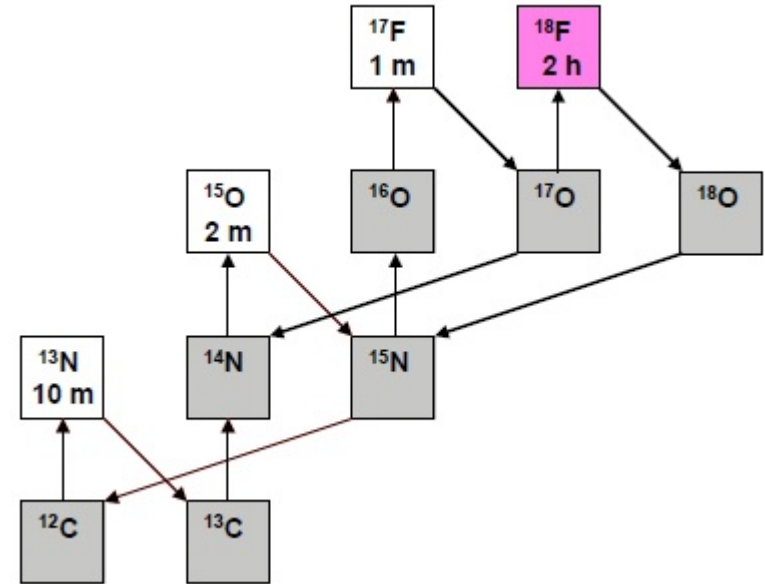 ¹⁷F
1 m
¹⁸F
2 h
¹⁵O
2 m
¹⁶O
¹⁷O
¹⁸O
¹³N
10 m
¹⁴N
¹⁵N
¹²C
¹³C